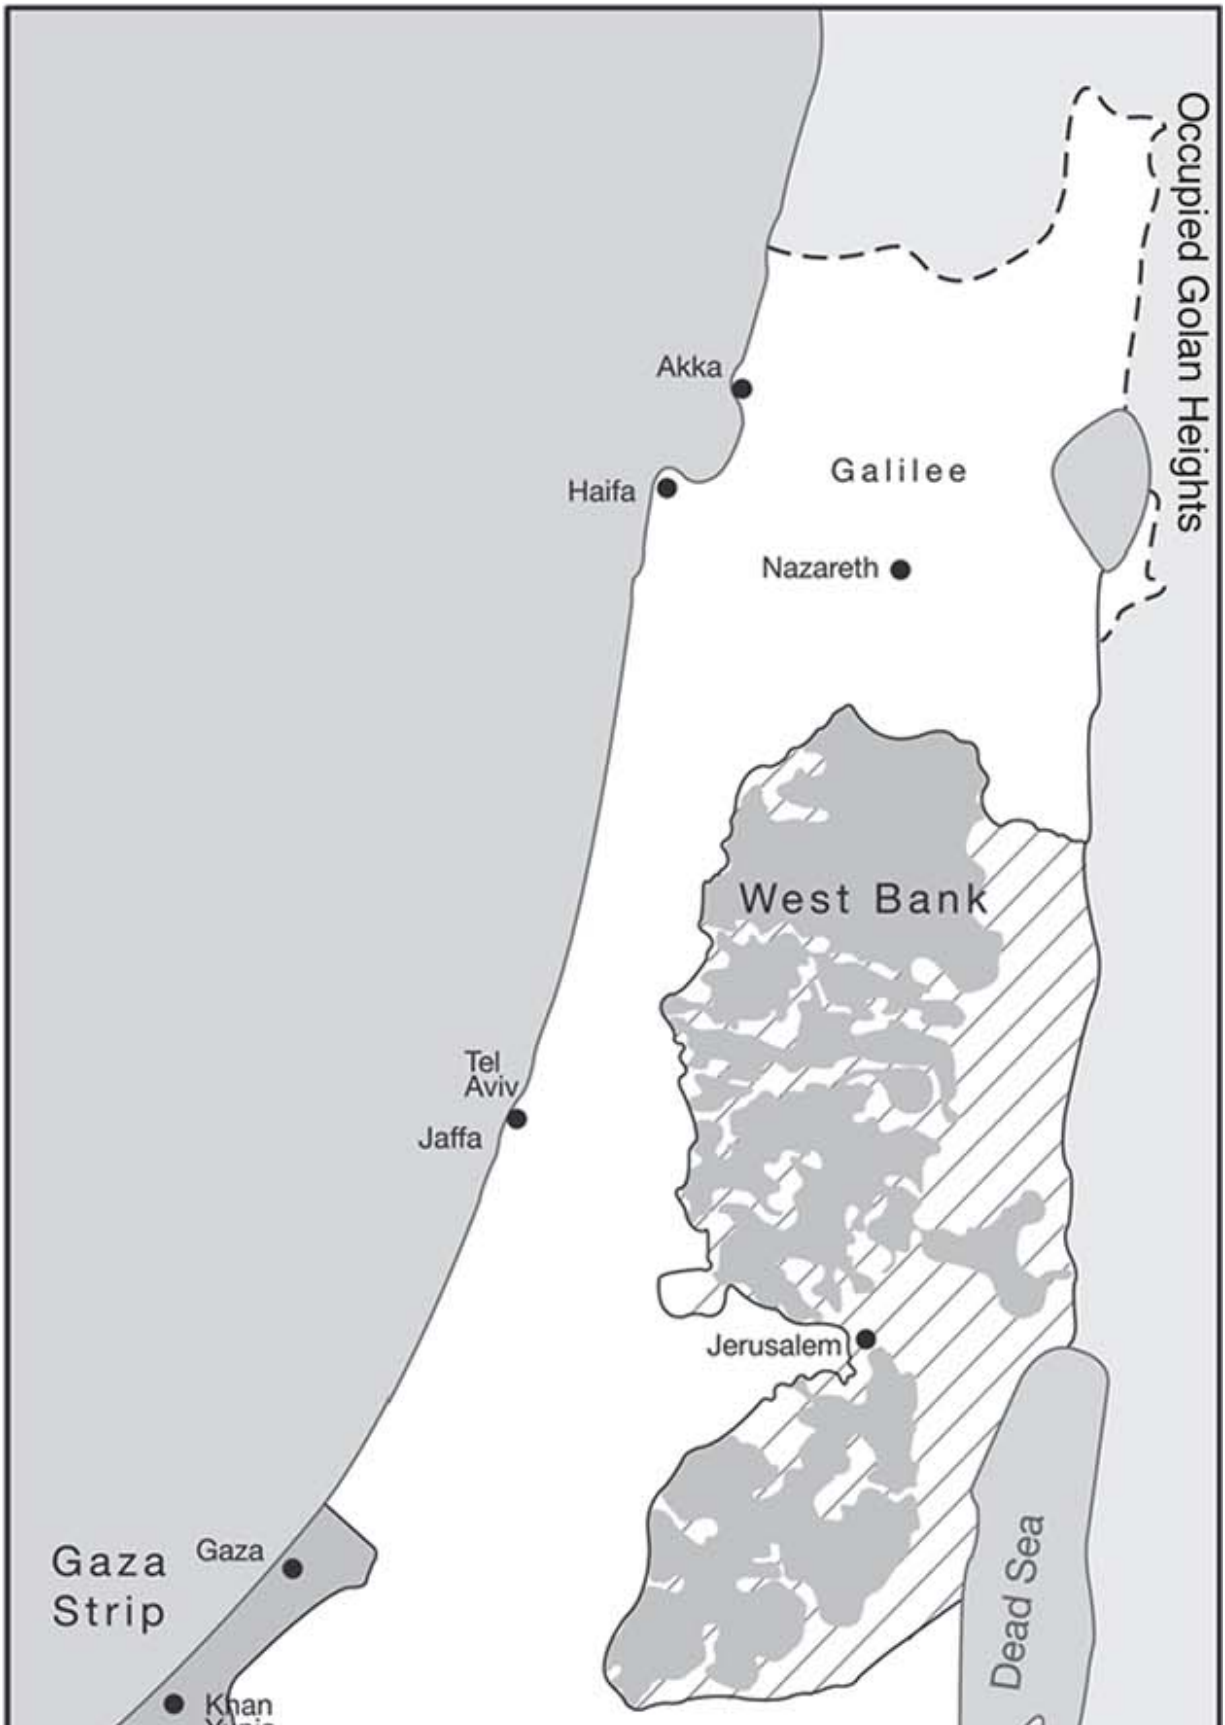 Occupied Golan Heights
Akka
Galilee
Haifa
Nazareth
West Bank
Tel
Aviv
Jaffa
Jerusalem
Gaza
Strip
Gaza
Dead Sea
Khan